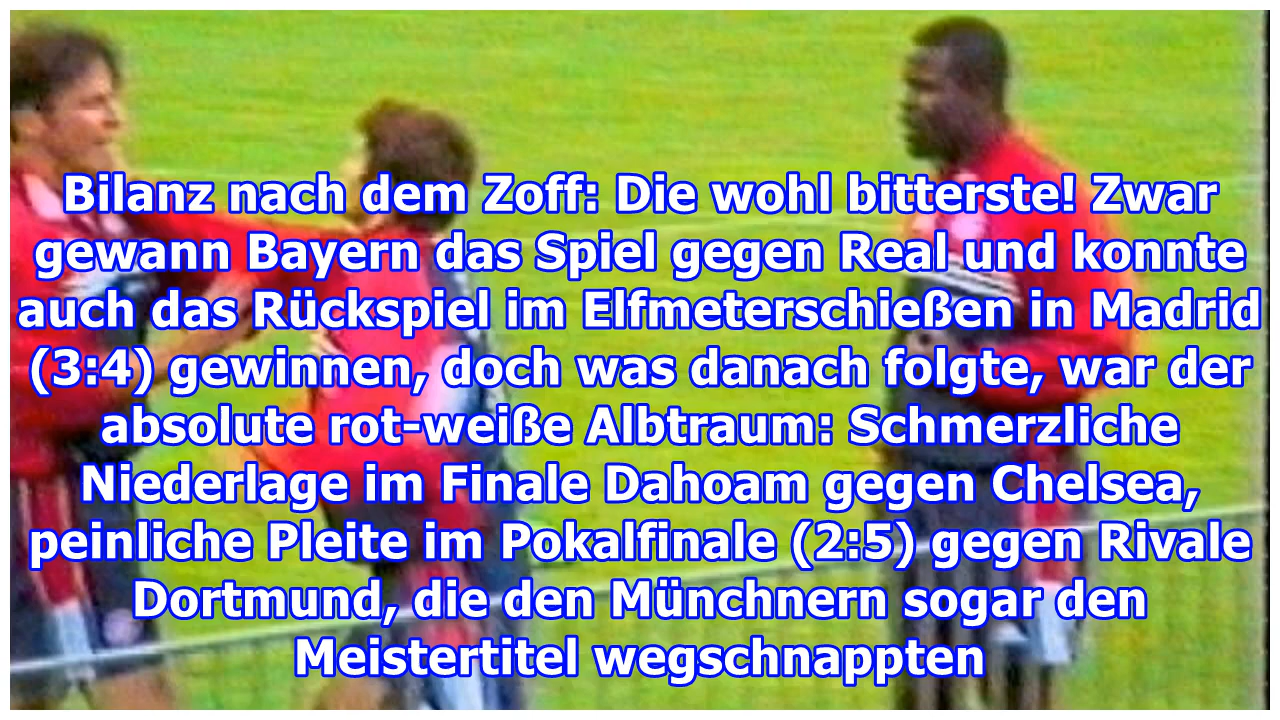 Bilanz nach dem Zoff: Die wohl bitterste! Zwar
gewann Bayern das Spiel gegen Real und konnte
auch das Rückspiel im Elfmeterschießen in Madrid
(3:4) gewinnen, doch was danach folgte, war der
absolute rot-weiße Albtraum: Schmerzliche
Niederlage im Finale Dahoam gegen Chelsea,
peinliche Pleite im Pokalfinale (2:5) gegen Rivale
Dortmund, die den Münchnern sogar den
Meistertitel wegschnappten